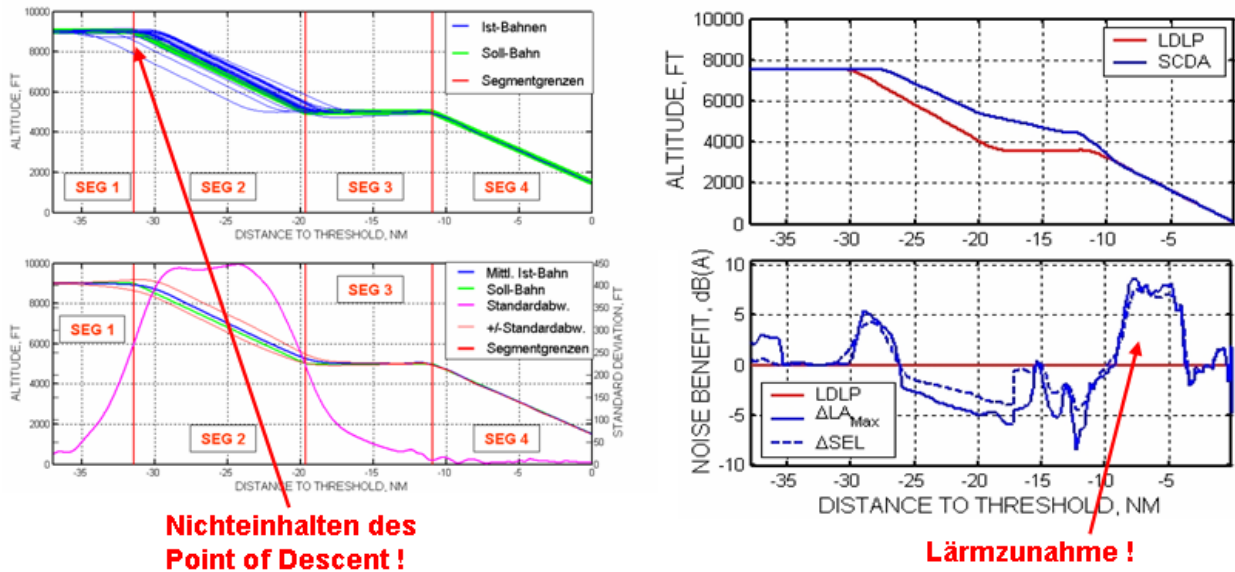 10000
8000
6000
4000
2000
0
ALTITUDE, FT
Ist-Bahnen
Soll-Bahn
Segmentgrenzen
SEG 1
SEG 2
SEG 3
SEG 4
-35
-30
-25
-20
-15
-10
-5
0
DISTANCE TO THRESHOLD, NM
10000
8000
6000
4000
2000
0
ALTITUDE, FT
SEG 3
SEG 1
SEG 2
SEG 4
Mittl. Ist-Bahn
Soll-Bahn
Standardabw.
+/-Standardabw.
Segmentgrenzen
450
400
350
300
250
200
150
100
50
0
STANDARD DEVIATION, FT
-35
-30
-25
-20
-15
-10
-5
0
DISTANCE TO THRESHOLD, NM
Nichteinhalten des
Point of Descent !
10000
8000
6000
4000
2000
0
ALTITUDE, FT
LDLP
SCDA
-35
-30
-25
-20
-15
-10
-5
10
5
0
-5
-10
NOISE BENEFIT, dB(A)
LDLP
ΔLAMax
ΔSEL
-35
-30
-25
-20
-15
-10
-5
DISTANCE TO THRESHOLD, NM
Lärmzunahme !